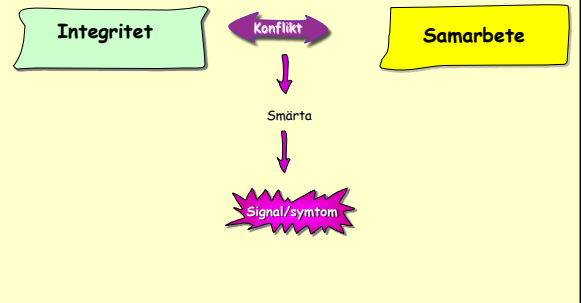 Integritet
Konflikt
Samarbete
Smärta
Signal/symtom